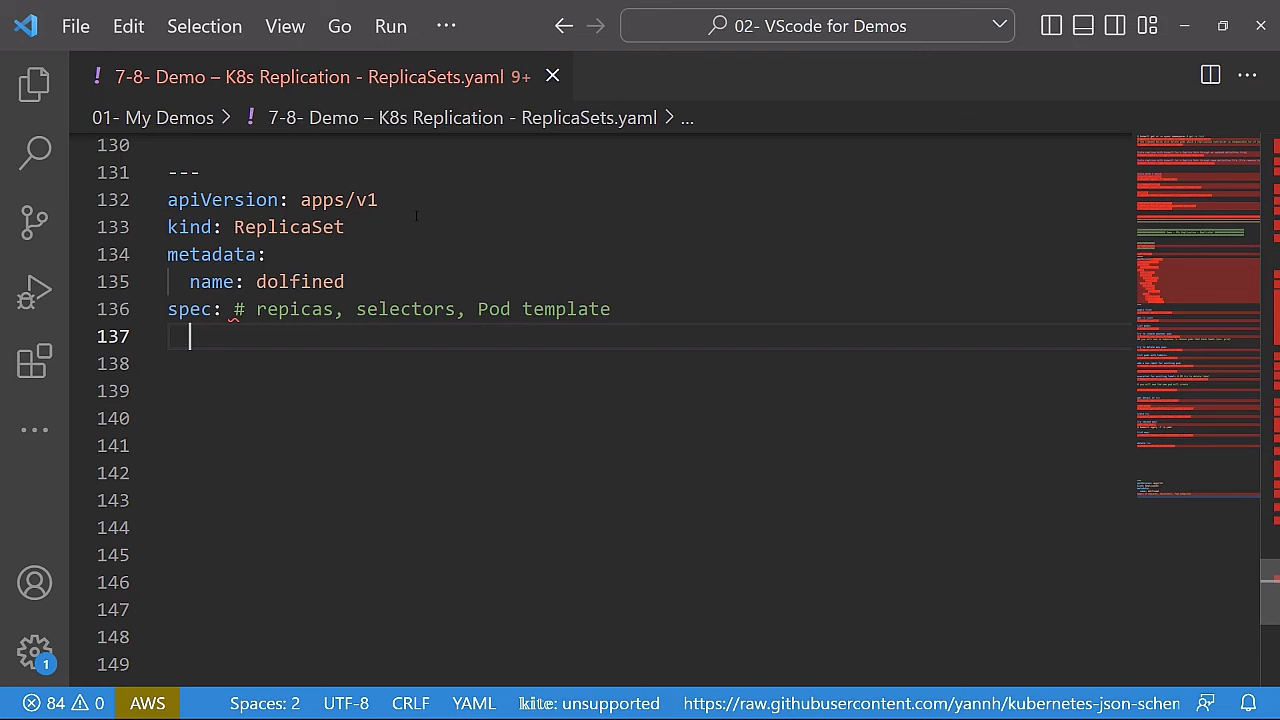 File Edit Selection View Go Run ··· 02- VScode for Demos
! 7-8- Demo – K8s Replication - ReplicaSets.yaml 9+
01- My Demos > ! 7-8- Demo – K8s Replication - ReplicaSets.yaml > ...
130
131 ---
132 apiVersion: apps/v1
133 kind: ReplicaSet
134 metadata:
135 name: dolfined
136 spec: # repicas, selectors, Pod template
137
138
139
140
141
142
143
144
145
146
147
148
149
1
84 0 AWS Spaces: 2 UTF-8 CRLF YAML kite: unsupported https://raw.githubusercontent.com/yannh/kubernetes-json-schen